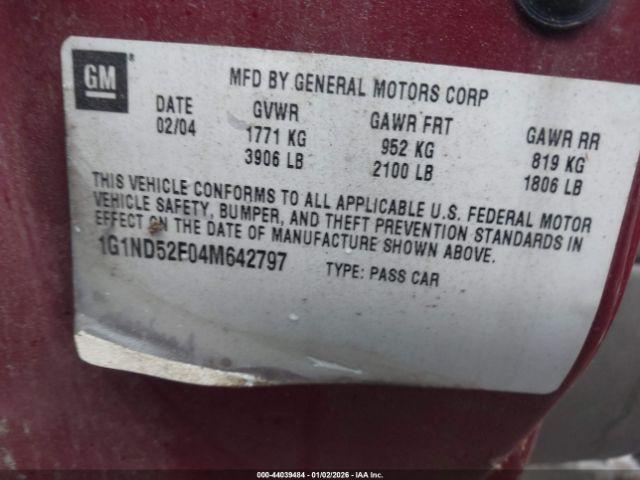 GM
MFD BY GENERAL MOTORS CORP
DATE GVWR GAWR FRT GAWR RR
02/04 1771 KG 952 KG 819 KG
3906 LB 2100 LB 1806 LB
THIS VEHICLE CONFORMS TO ALL APPLICABLE U.S. FEDERAL MOTOR
VEHICLE SAFETY, BUMPER, AND THEFT PREVENTION STANDARDS IN
EFFECT ON THE DATE OF MANUFACTURE SHOWN ABOVE.
1G1ND52F04M642797 TYPE: PASS CAR
000-44039484 - 01/02/2026 - IAA Inc.